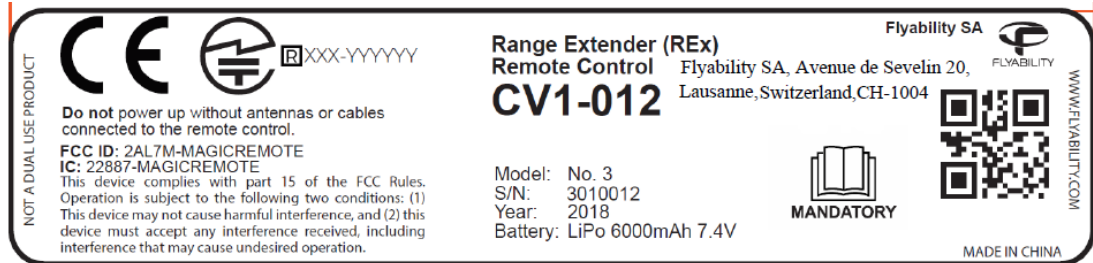 NOT A DUAL USE PRODUCT
CE
R XXX-YYYYYY
Do not power up without antennas or cables
connected to the remote control.
FCC ID: 2AL7M-MAGICREMOTE
IC: 22887-MAGICREMOTE
This device complies with part 15 of the FCC Rules.
Operation is subject to the following two conditions: (1)
This device may not cause harmful interference, and (2) this
device must accept any interference received, including
interference that may cause undesired operation.
Range Extender (REx)
Remote Control
CV1-012
Flyability SA
Flyability SA, Avenue de Sevelin 20,
Lausanne,Switzerland,CH-1004
Model: No. 3
S/N: 3010012
Year: 2018
Battery: LiPo 6000mAh 7.4V
MANDATORY
FLYABILITY
WWW.FLYABILITY.COM
MADE IN CHINA